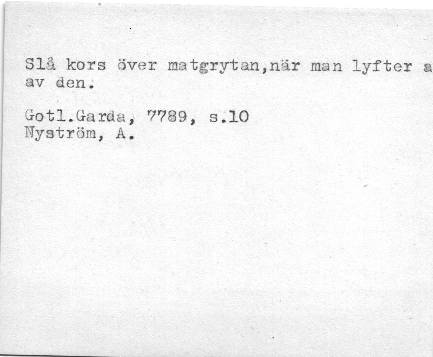 Slå kors över matgrytan,när man lyfter a
av den.
Gotl.Garda, 7789, s.10
Nyström, A.